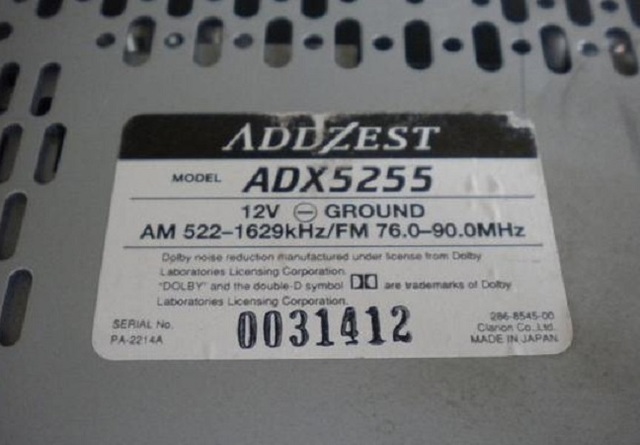 ADDZEST
MODEL ADX5255
12V ⊖ GROUND
AM 522-1629kHz/FM 76.0-90.0MHz
Dolby noise reduction manufactured under license from Dolby
Laboratories Licensing Corporation.
"DOLBY" and the double-D symbol are trademarks of Dolby
Laboratories Licensing Corporation.
SERIAL No. 0031412
PA-2214A
286-8545-00
Clarion Co.,Ltd.
MADE IN JAPAN